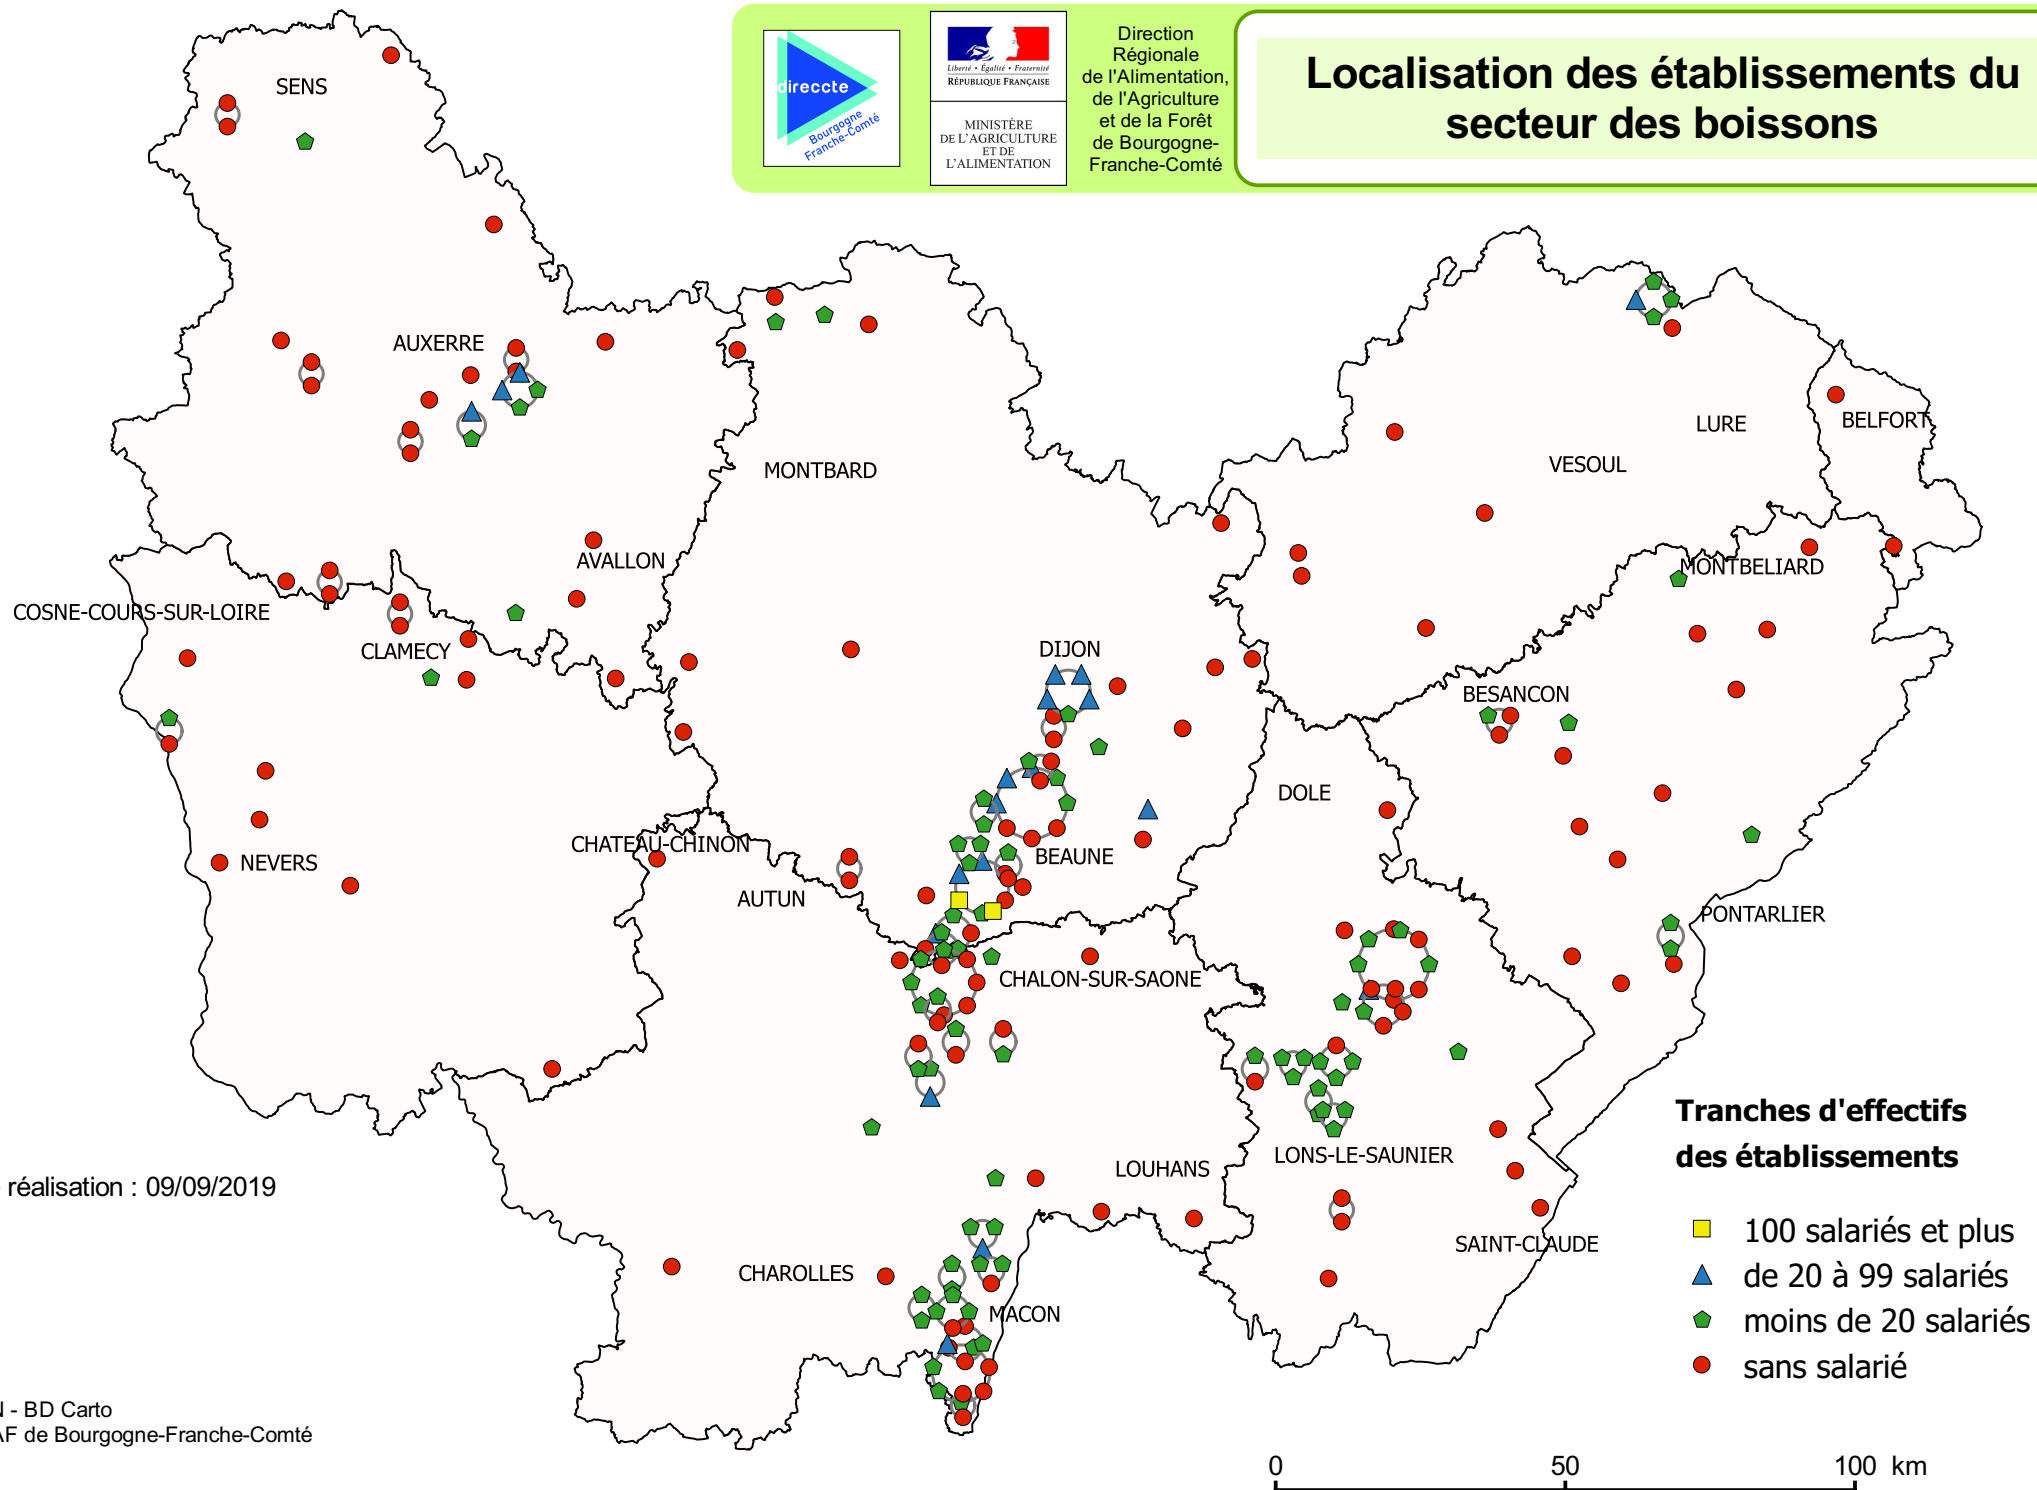 direccte
Bourgogne
Franche-Comté
Liberté • Égalité • Fraternité
RÉPUBLIQUE FRANÇAISE
MINISTÈRE
DE L'AGRICULTURE
ET DE
L'ALIMENTATION
Direction
Régionale
de l'Alimentation,
de l'Agriculture
et de la Forêt
de Bourgogne-
Franche-Comté
Localisation des établissements du
secteur des boissons
SENS
AUXERRE
MONTBARD
LURE
BELFORT
VESOUL
AVALLON
MONTBELIARD
COSNE-COURS-SUR-LOIRE
CLAMECY
DIJON
BESANCON
DOLE
CHATEAU-CHINON
BEAUNE
NEVERS
AUTUN
PONTARLIER
CHALON-SUR-SAONE
LONS-LE-SAUNIER
LOUHANS
SAINT-CLAUDE
CHAROLLES
MACON
Tranches d'effectifs
des établissements
100 salariés et plus
de 20 à 99 salariés
moins de 20 salariés
sans salarié
réalisation : 09/09/2019
- BD Carto
AF de Bourgogne-Franche-Comté
0 50 100 km